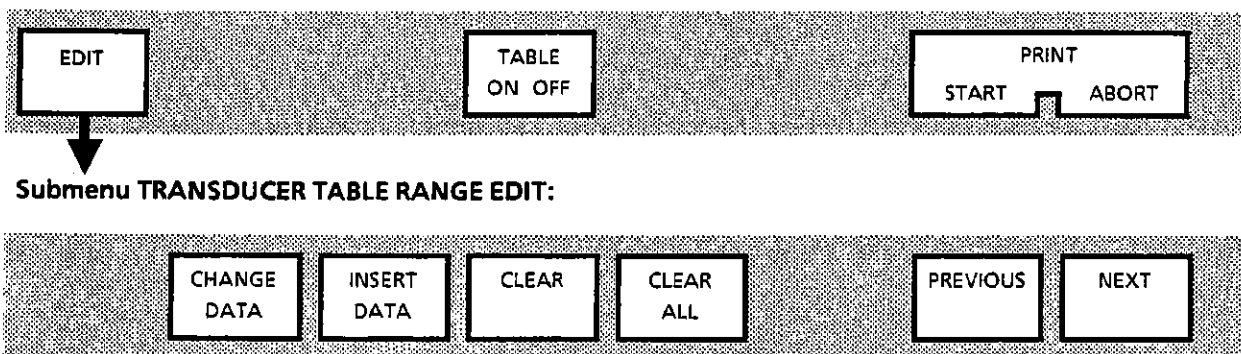 EDIT
TABLE
ON OFF
PRINT
START ABORT
Submenu TRANSDUCER TABLE RANGE EDIT:
CHANGE
DATA
INSERT
DATA
CLEAR
CLEAR
ALL
PREVIOUS
NEXT